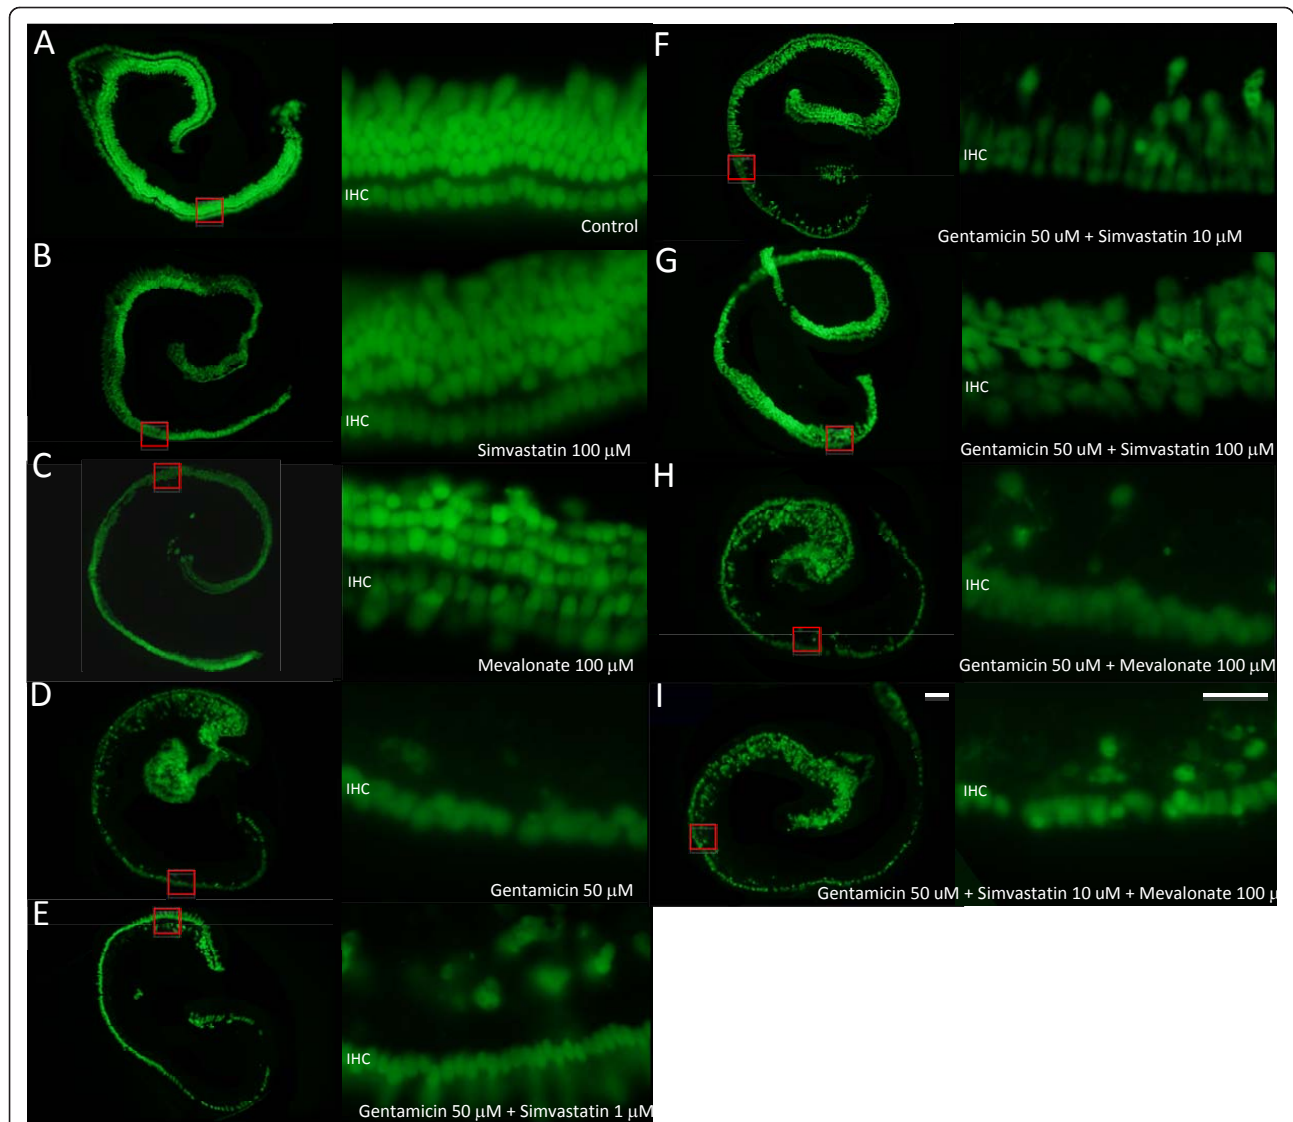 A
IHC
Control
B
IHC
Simvastatin 100 μM
C
IHC
Mevalonate 100 μM
D
IHC
Gentamicin 50 μM
E
IHC
Gentamicin 50 μM + Simvastatin 1 μM
F
IHC
Gentamicin 50 uM + Simvastatin 10 μM
G
IHC
Gentamicin 50 uM + Simvastatin 100 μM
H
IHC
Gentamicin 50 uM + Mevalonate 100 μM
I
IHC
Gentamicin 50 uM + Simvastatin 10 uM + Mevalonate 100 μ